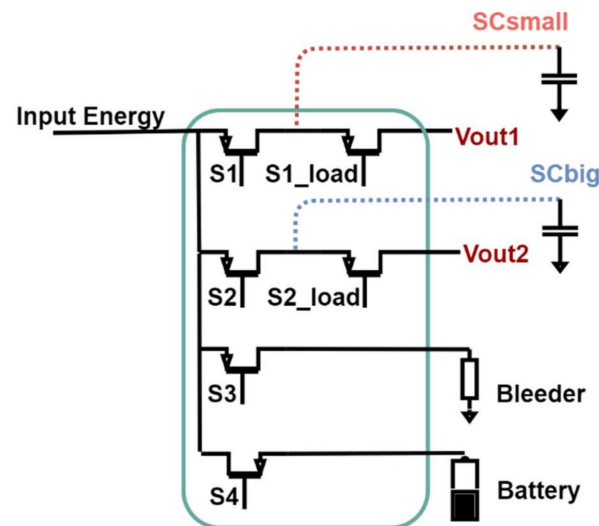 SCsmall
Input Energy
Vout1
S1
S1_load
SCbig
Vout2
S2
S2_load
S3
Bleeder
S4
Battery